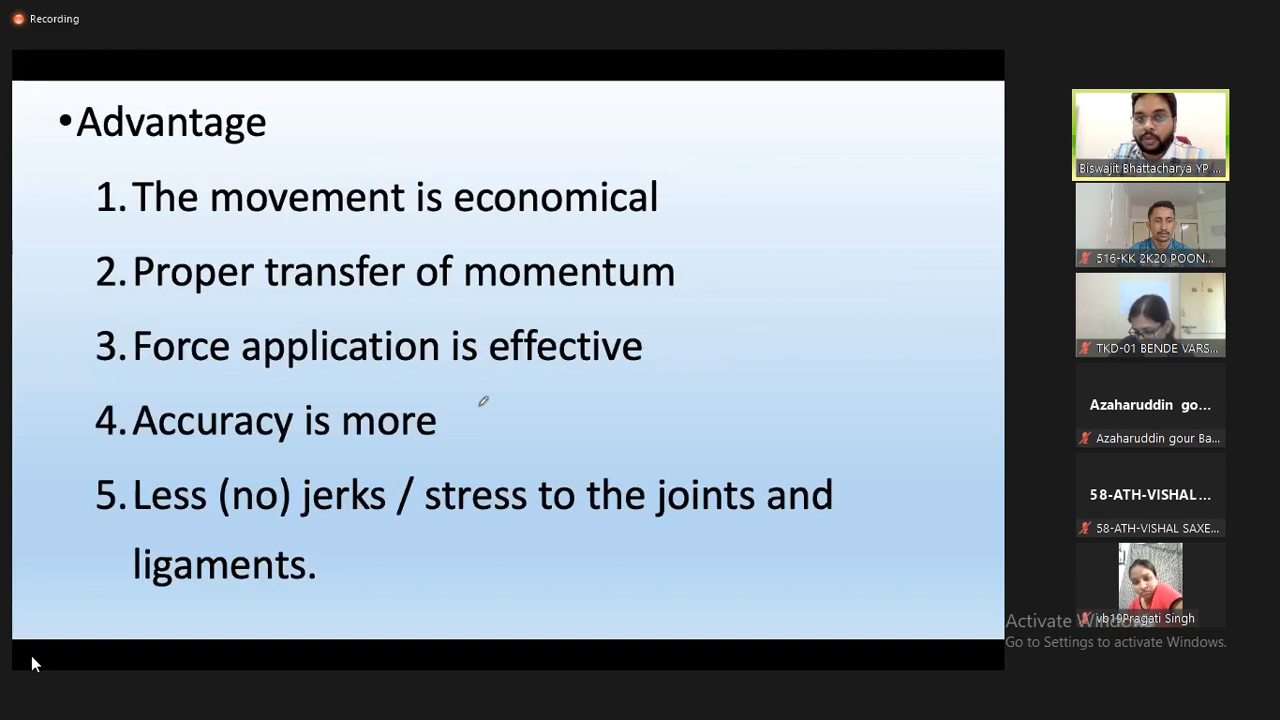 Recording
•Advantage
1. The movement is economical
2. Proper transfer of momentum
3. Force application is effective
4. Accuracy is more
5. Less (no) jerks / stress to the joints and
ligaments.
Biswajit Bhattacharya YP ...
516-KK 2K20 POON...
TKD-01 BENDE VARS...
Azaharuddin go...
Azaharuddin gour Ba...
58-ATH-VISHAL ...
58-ATH-VISHAL SAXE...
vb19Pragati Singh
Activate Windows
Go to Settings to activate Windows.